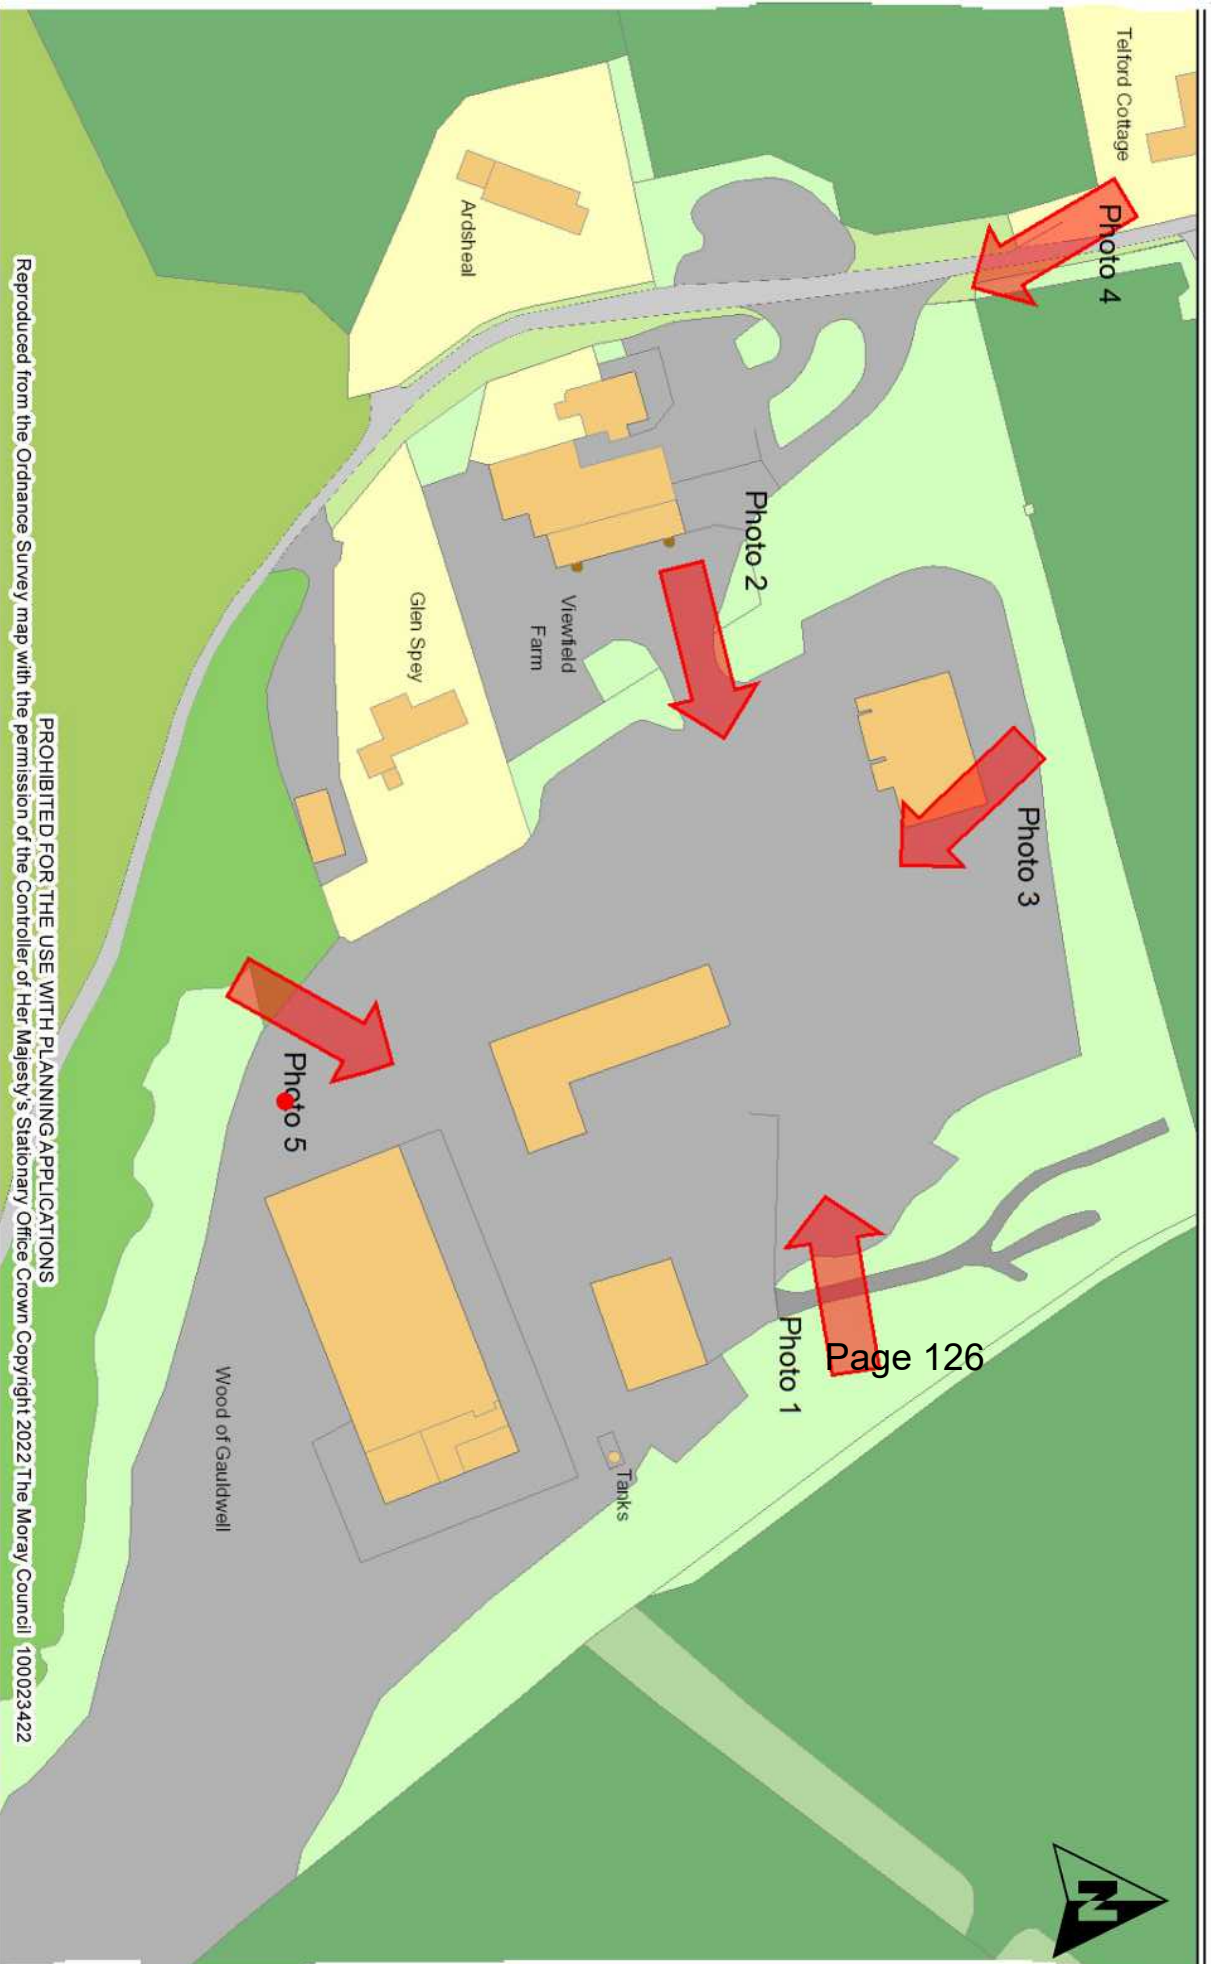 Telford Cottage
Photo 4
Ardsheal
Photo 2
Viewfield
Farm
Glen Spey
Photo 3
Photo 5
Photo 1
Page 126
Tanks
Wood of Gauldwell
N
PROHIBITED FOR THE USE WITH PLANNING APPLICATIONS
Reproduced from the Ordnance Survey map with the permission of the Controller of Her Majesty's Stationary Office Crown Copyright 2022 The Moray Council 100023422